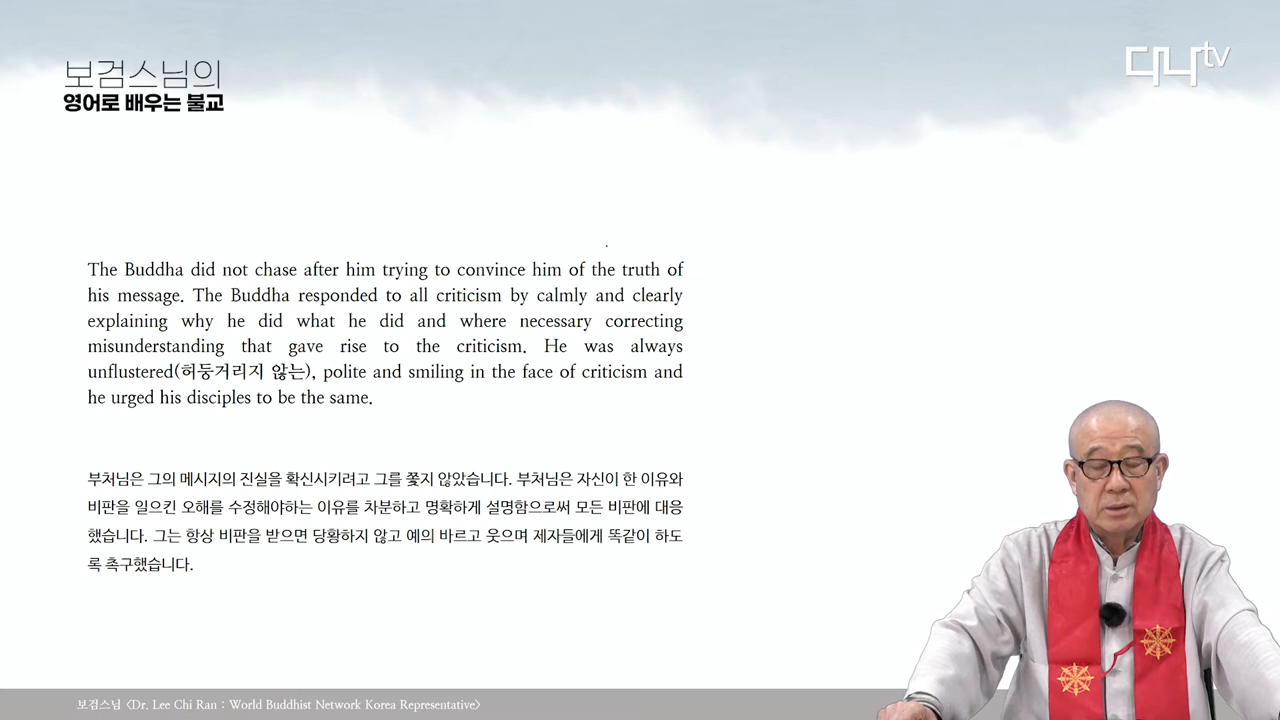 보검스님의
영어로 배우는 불교
다나tv
The Buddha did not chase after him trying to convince him of the truth of
his message. The Buddha responded to all criticism by calmly and clearly
explaining why he did what he did and where necessary correcting
misunderstanding that gave rise to the criticism. He was always
unflustered(허둥거리지 않는), polite and smiling in the face of criticism and
he urged his disciples to be the same.
부처님은 그의 메시지의 진실을 확신시키려고 그를 쫓지 않았습니다. 부처님은 자신이 한 이유와
비판을 일으킨 오해를 수정해야하는 이유를 차분하고 명확하게 설명함으로써 모든 비판에 대응
했습니다. 그는 항상 비판을 받으면 당황하지 않고 예의 바르고 웃으며 제자들에게 똑같이 하도
록 촉구했습니다.
보검스님 <Dr. Lee Chi Ran : World Buddhist Network Korea Representative>